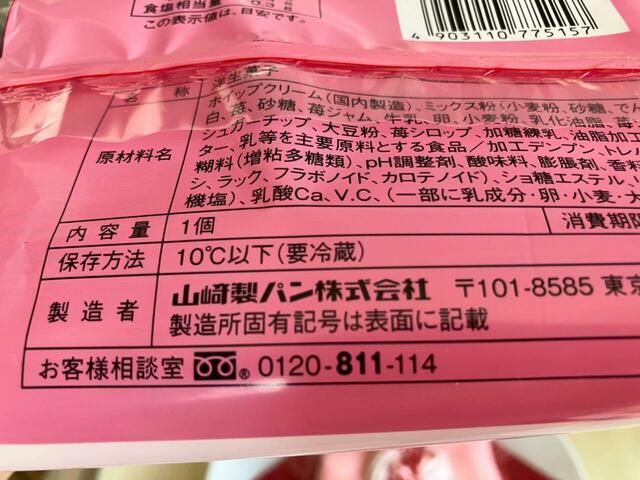 食塩相当量 0.3g
この表示値は、目安です。
4 903110 775157
名 称 洋生菓子
原材料名
ホイップクリーム(国内製造)、ミックス粉(小麦粉、砂糖、でん
白、苺、砂糖、苺ジャム、牛乳、卵、小麦粉、乳化油脂、苺
シュガーチップ、大豆粉、苺シロップ、加糖練乳、油脂加工
ター、乳等を主要原料とする食品/加工デンプン、トレハ
糊料(増粘多糖類)、pH調整剤、酸味料、膨脹剤、香料
シ、ラック、フラボノイド、カロテノイド)、ショ糖エステル、
機塩)、乳酸Ca、V.C、(一部に乳成分・卵・小麦・大
内容量 1個 消費期限
保存方法 10℃以下(要冷蔵)
製造者 山崎製パン株式会社 〒101-8585 東京
製造所固有記号は表面に記載
お客様相談室 ® 0120-811-114